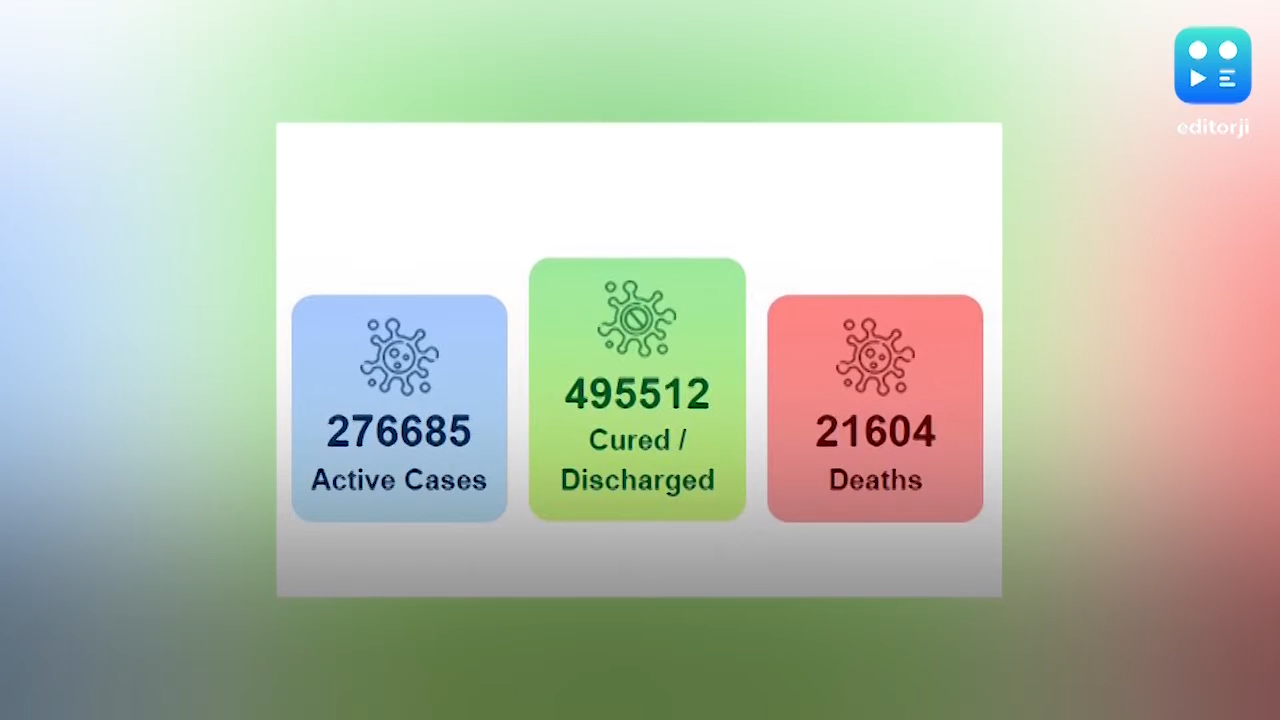 editorji
276685
Active Cases
495512
Cured /
Discharged
21604
Deaths